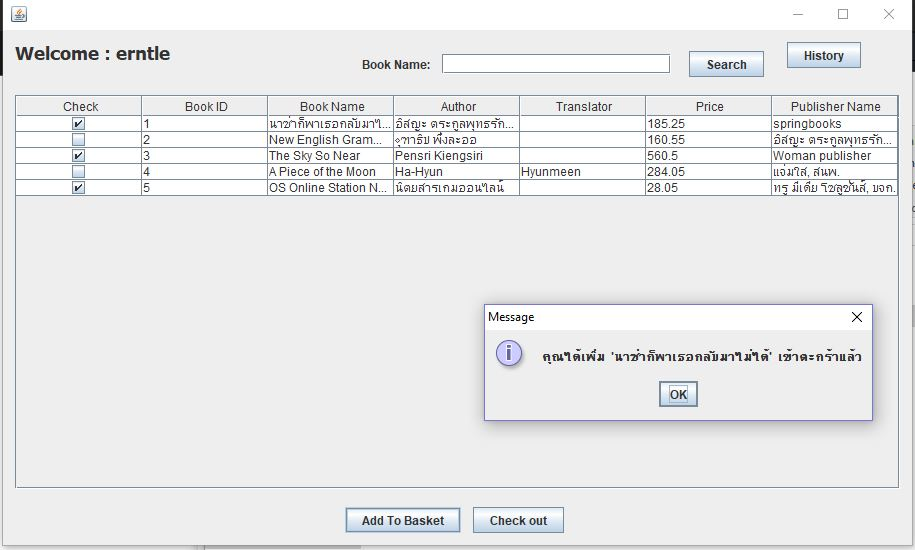 Welcome : erntle
Book Name:
Search
History
Check Book ID Book Name Author Translator Price Publisher Name
1 นาซ่าก็พาเธอกลับมาไ... อิสญะ ตระกูลพุทธรัก... 185.25 springbooks
2 New English Gram... ศุฑาธิบ พึ่งละออ 160.55 อิสญะ ตระกูลพุทธรัก...
3 The Sky So Near Pensri Kiengsiri 560.5 Woman publisher
4 A Piece of the Moon Ha-Hyun Hyunmeen 284.05 แจ่มใส, สนพ.
5 OS Online Station N... นิตยสารเกมออนไลน์ 28.05 ทรู มีเดีย โซลูชันส์, บจก.
Message
คุณได้เพิ่ม 'นาซ่าก็พาเธอกลับมาไม่ได้' เข้าตะกร้าแล้ว
OK
Add To Basket
Check out